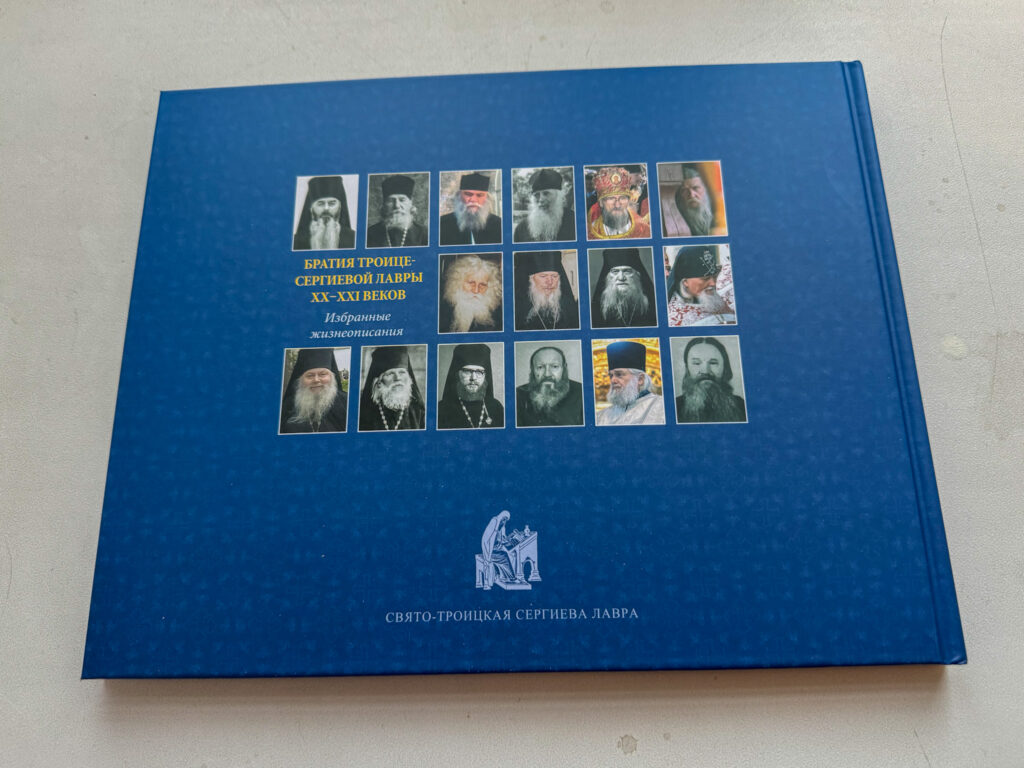 БРАТИЯ ТРОИЦЕ-
СЕРГИЕВОЙ ЛАВРЫ
XX–XXI ВЕКОВ
Избранные
жизнеописания
СВЯТО-ТРОИЦКАЯ СЕРГИЕВА ЛАВРА